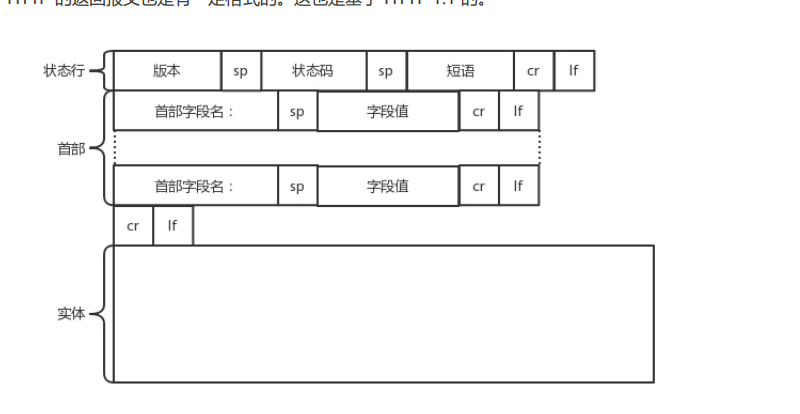 HTTP 的返回报文也是有一定格式的。这也是基于 HTTP 1.1 的。
状态行 版本 sp 状态码 sp 短语 cr lf
首部字段名: sp 字段值 cr lf
首部
首部字段名: sp 字段值 cr lf
cr lf
实体